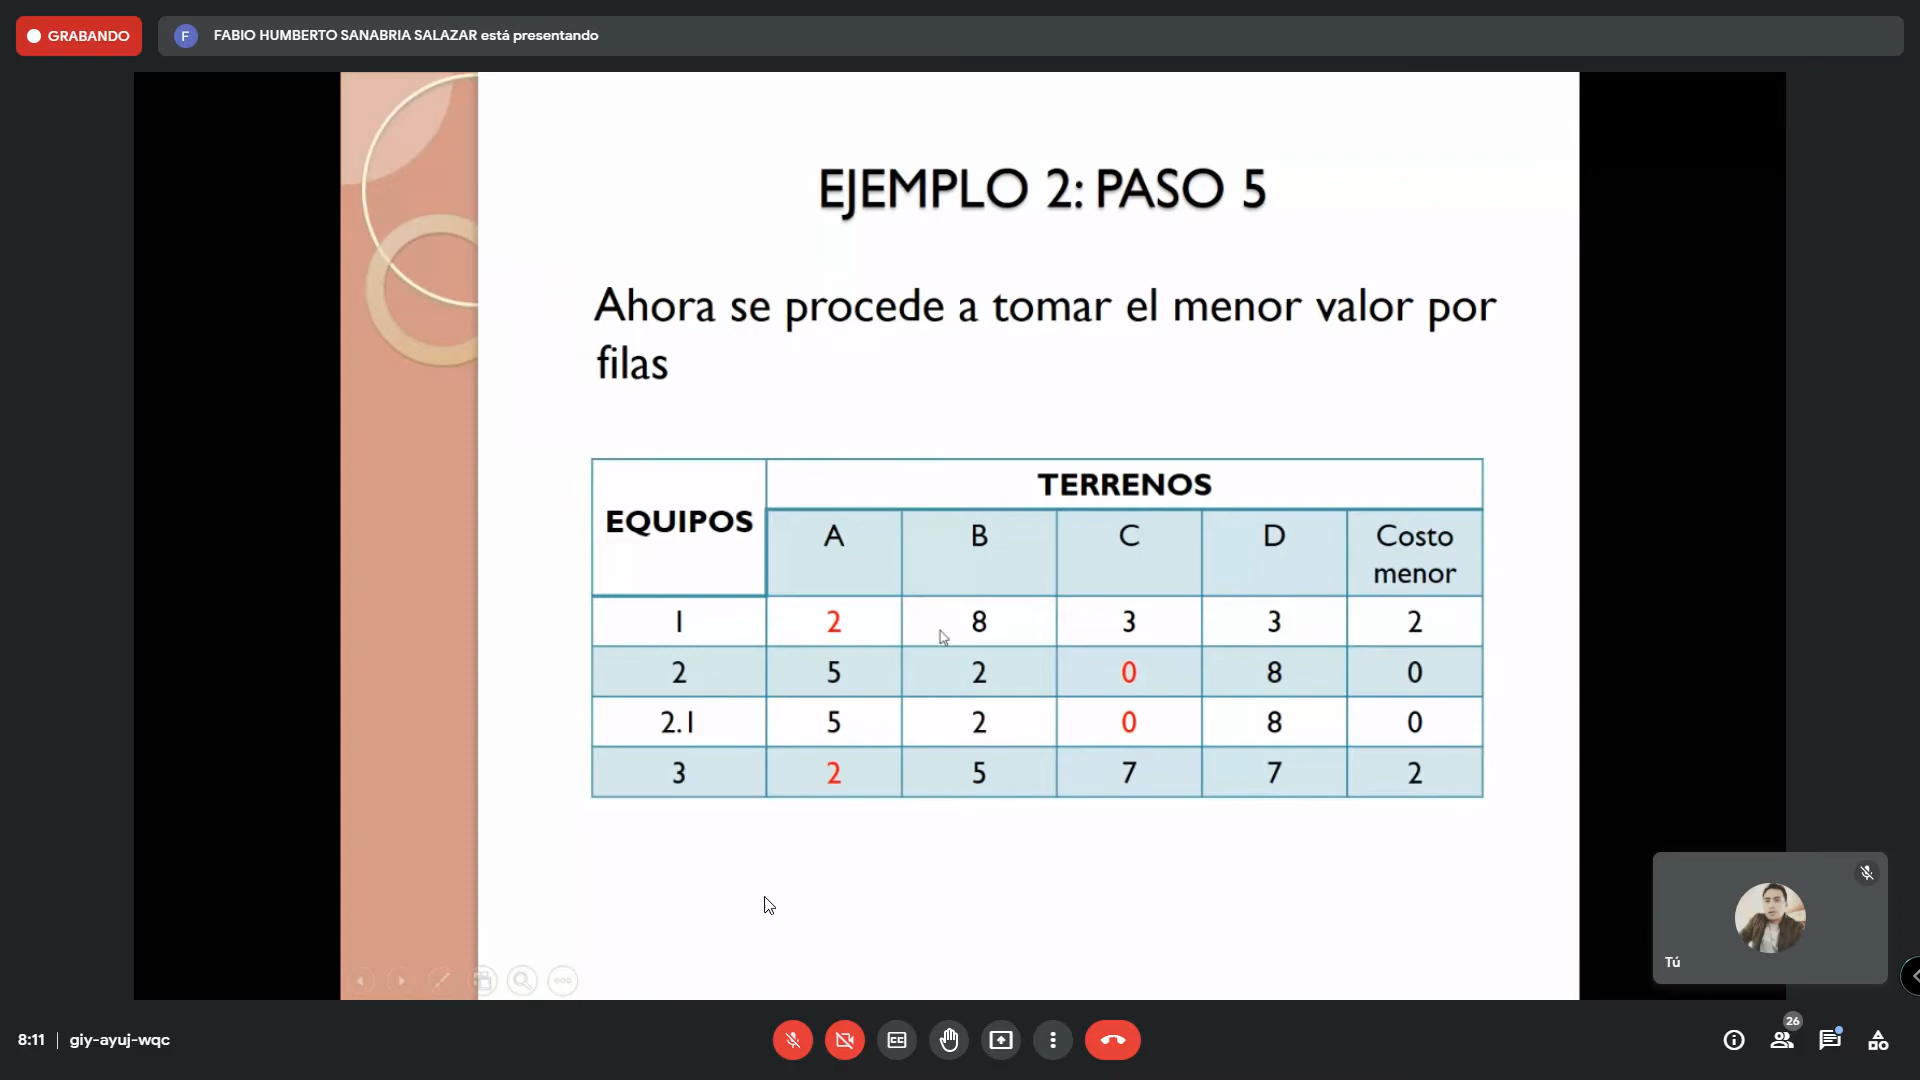 GRABANDO
F
FABIO HUMBERTO SANABRIA SALAZAR está presentando
EJEMPLO 2: PASO 5
Ahora se procede a tomar el menor valor por
filas
EQUIPOS TERRENOS
A B C D Costo menor
1 2 8 3 3 2
2 5 2 0 8 0
2.1 5 2 0 8 0
3 2 5 7 7 2
Tú
8:11 | giy-ayuj-wqc
CC
26